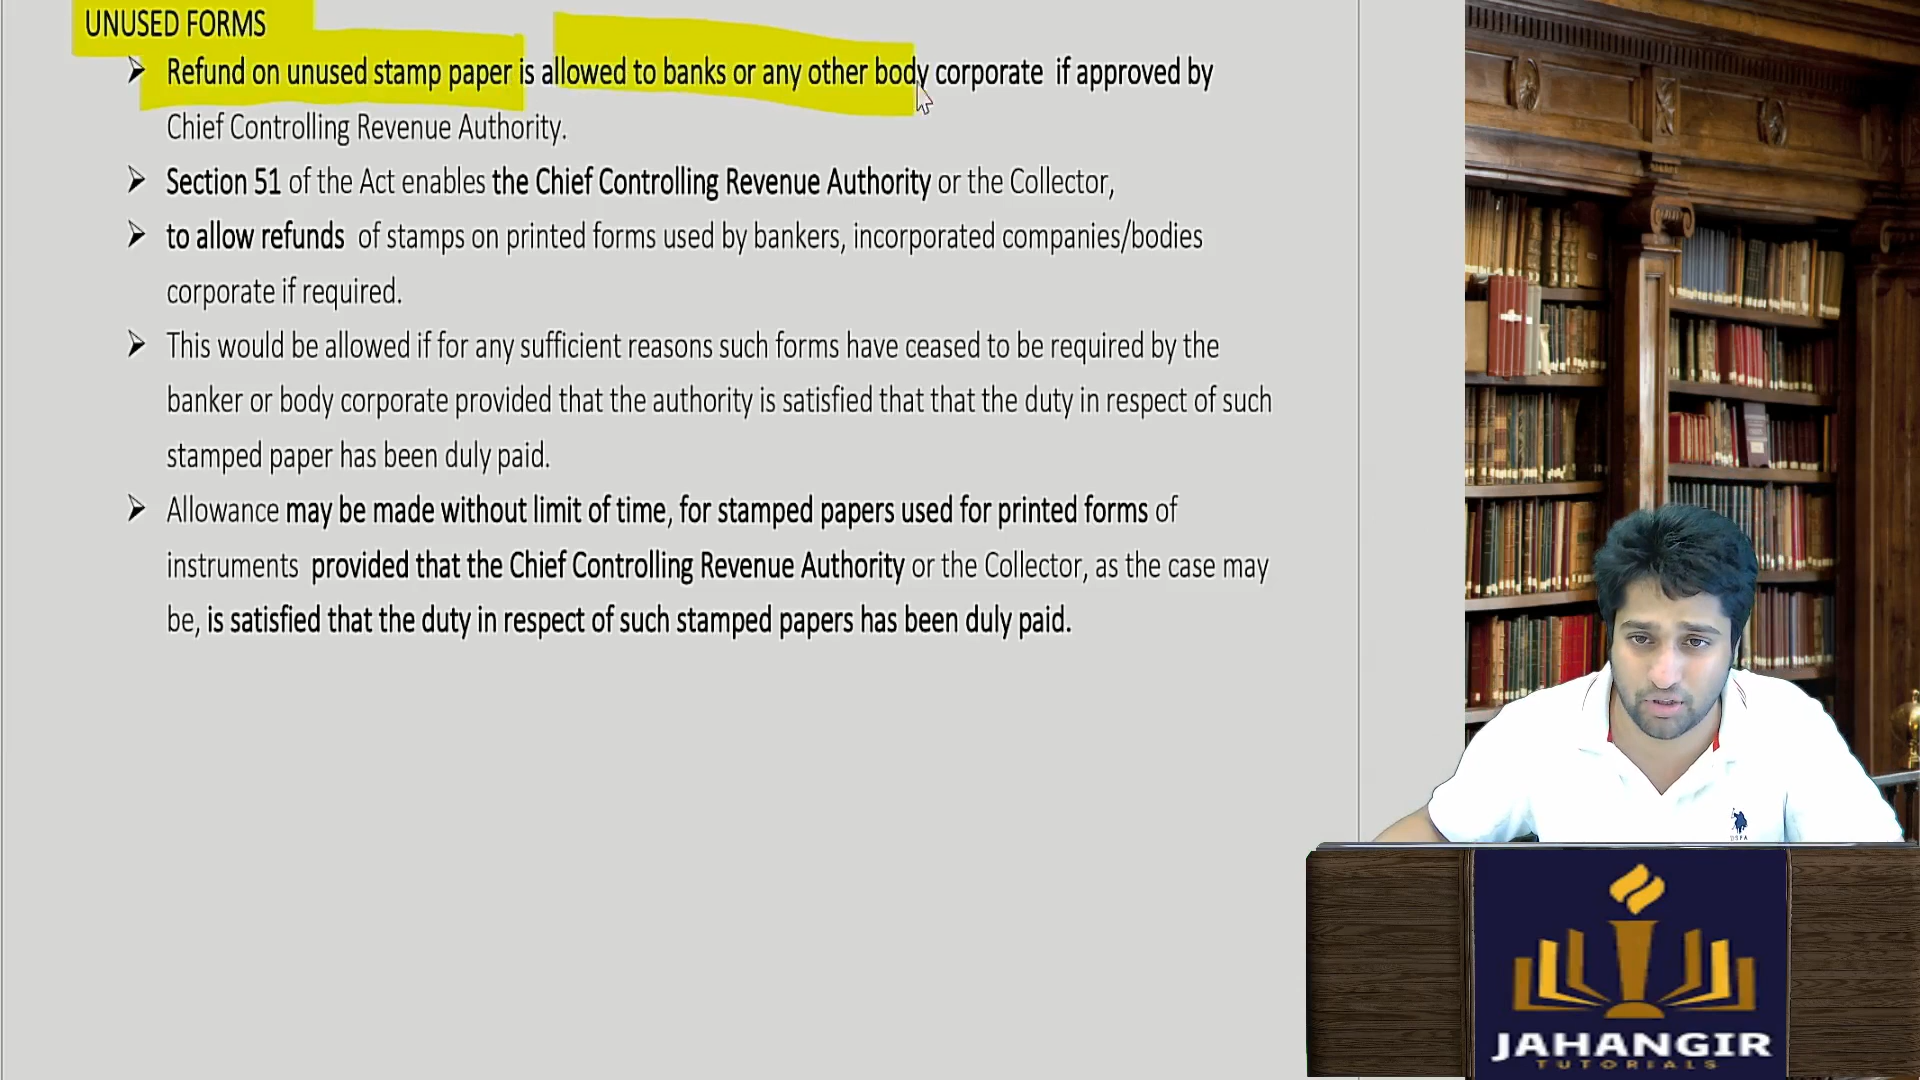 UNUSED FORMS
➢ Refund on unused stamp paper is allowed to banks or any other body corporate if approved by
Chief Controlling Revenue Authority.
➢ Section 51 of the Act enables the Chief Controlling Revenue Authority or the Collector,
➢ to allow refunds of stamps on printed forms used by bankers, incorporated companies/bodies
corporate if required.
➢ This would be allowed if for any sufficient reasons such forms have ceased to be required by the
banker or body corporate provided that the authority is satisfied that that the duty in respect of such
stamped paper has been duly paid.
➢ Allowance may be made without limit of time, for stamped papers used for printed forms of
instruments provided that the Chief Controlling Revenue Authority or the Collector, as the case may
be, is satisfied that the duty in respect of such stamped papers has been duly paid.
USPA
JAHANGIR
TUTORIALS